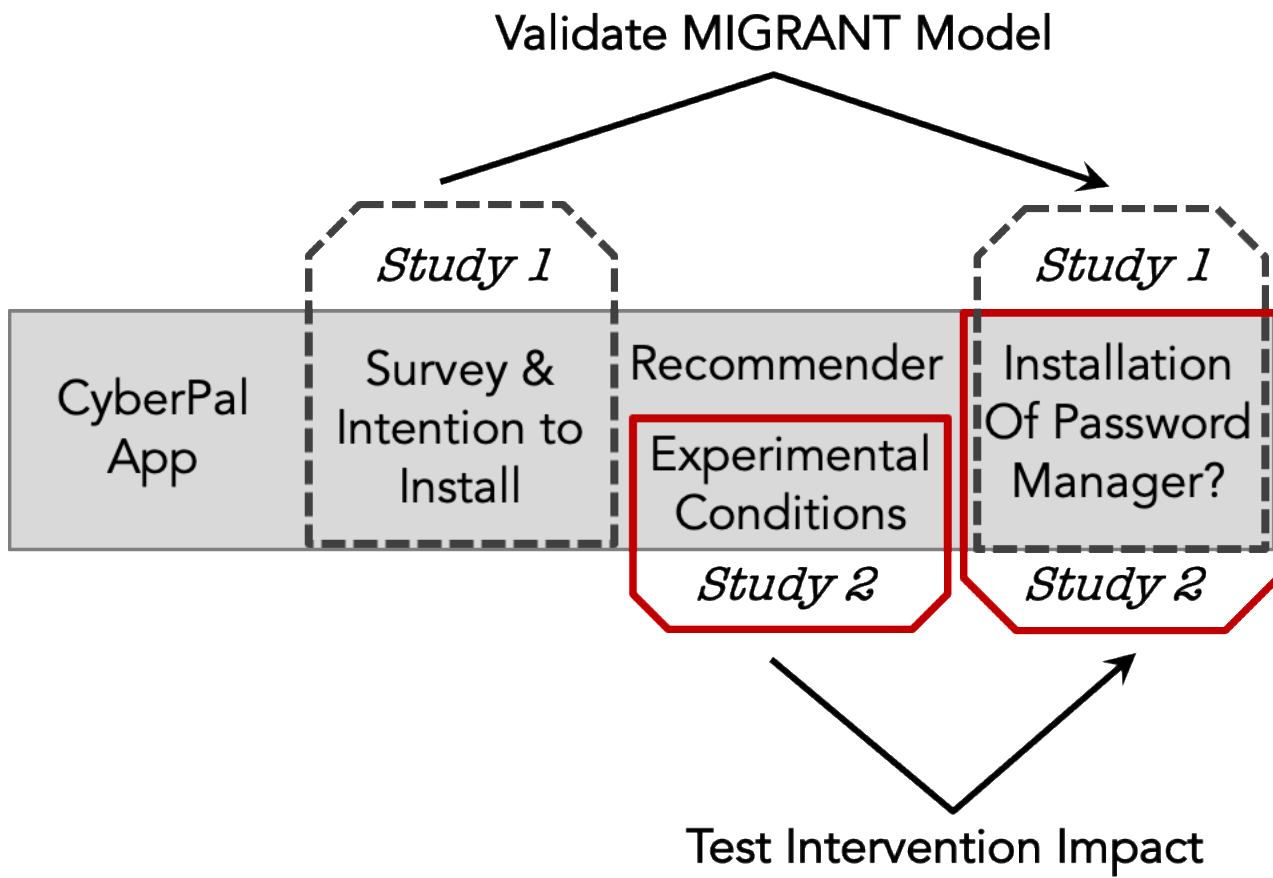 Validate MIGRANT Model
Study 1
Study 1
CyberPal
App
Survey &
Intention to
Install
Recommender
Experimental
Conditions
Installation
Of Password
Manager?
Study 2
Study 2
Test Intervention Impact